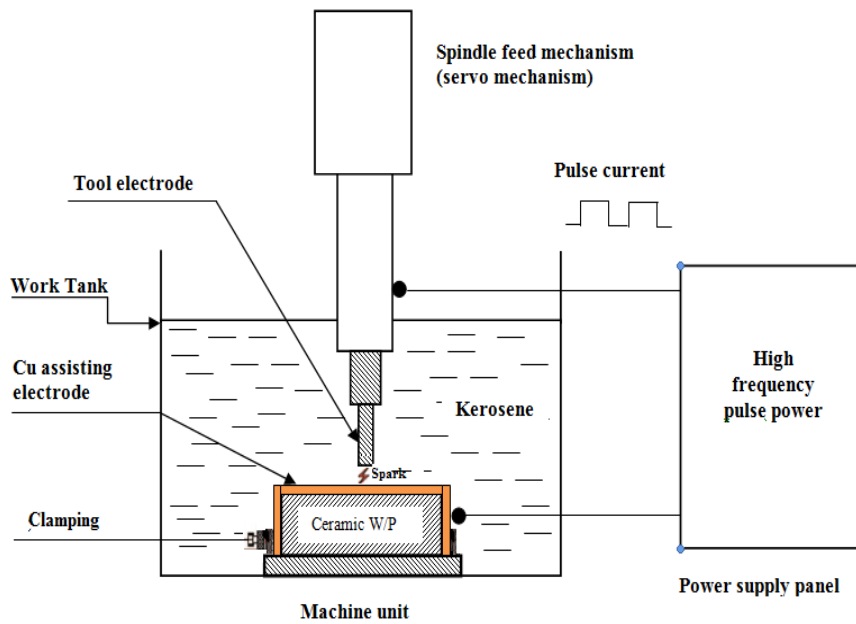 Spindle feed mechanism
(servo mechanism)
Tool electrode
Pulse current
Work Tank
Cu assisting
electrode
Kerosene
High
frequency
pulse power
Spark
Clamping
Ceramic W/P
Power supply panel
Machine unit